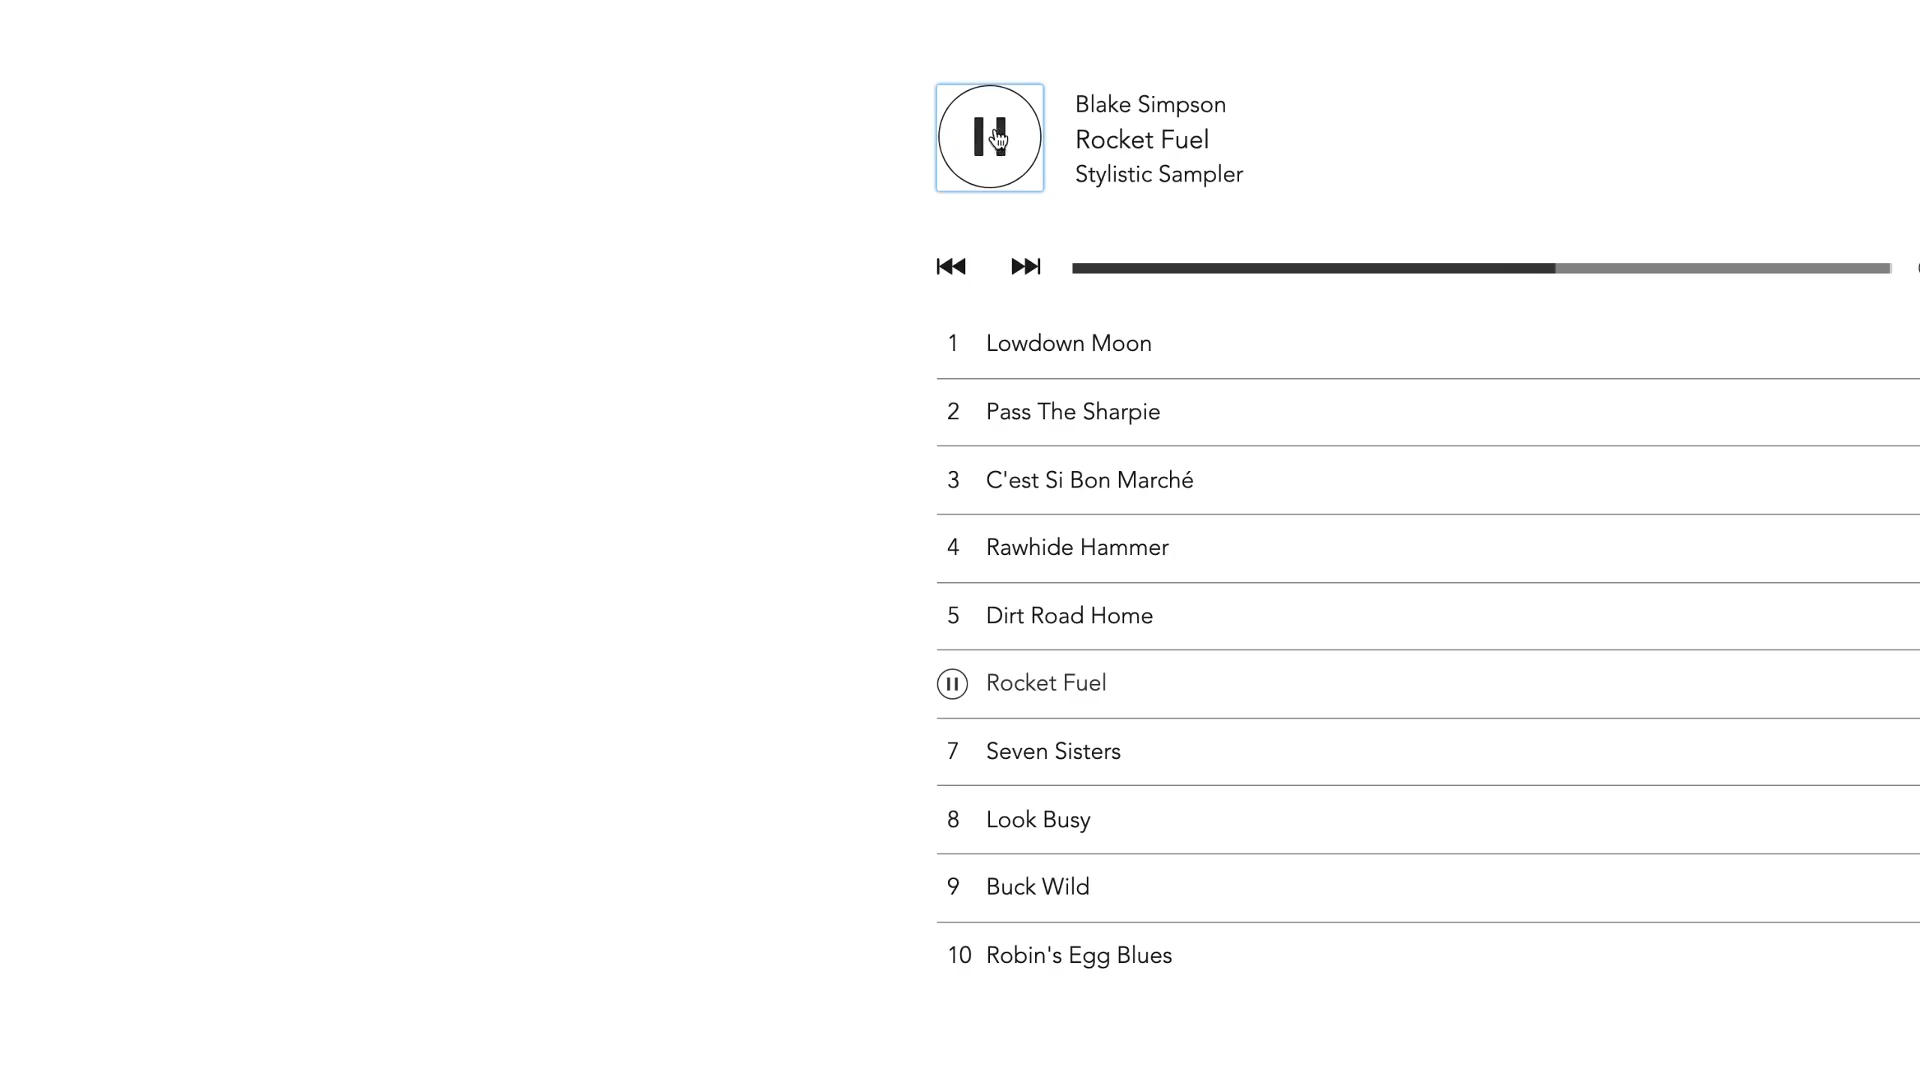 Blake Simpson
Rocket Fuel
Stylistic Sampler
1 Lowdown Moon
2 Pass The Sharpie
3 C'est Si Bon Marché
4 Rawhide Hammer
5 Dirt Road Home
Rocket Fuel
7 Seven Sisters
8 Look Busy
9 Buck Wild
10 Robin's Egg Blues